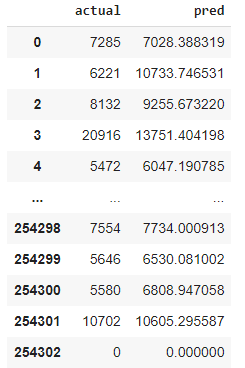 actual pred
0 7285 7028.388319
1 6221 10733.746531
2 8132 9255.673220
3 20916 13751.404198
4 5472 6047.190785
... ... ...
254298 7554 7734.000913
254299 5646 6530.081002
254300 5580 6808.947058
254301 10702 10605.295587
254302 0 0.000000